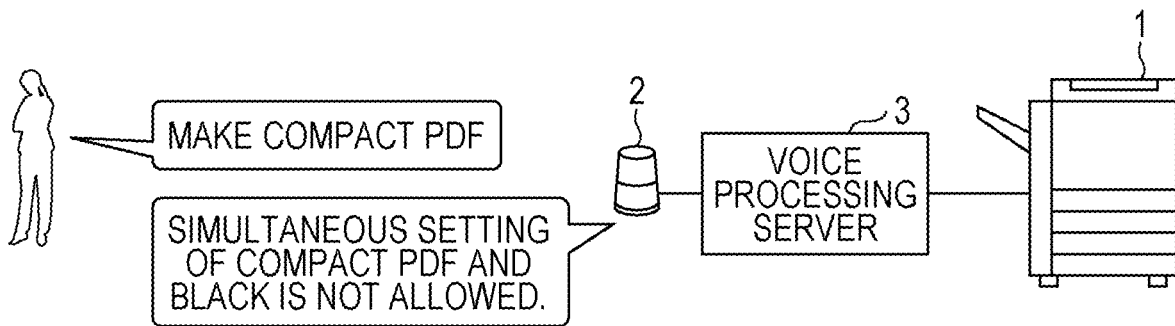 1
2
3
MAKE COMPACT PDF
VOICE
PROCESSING
SERVER
SIMULTANEOUS SETTING
OF COMPACT PDF AND
BLACK IS NOT ALLOWED.